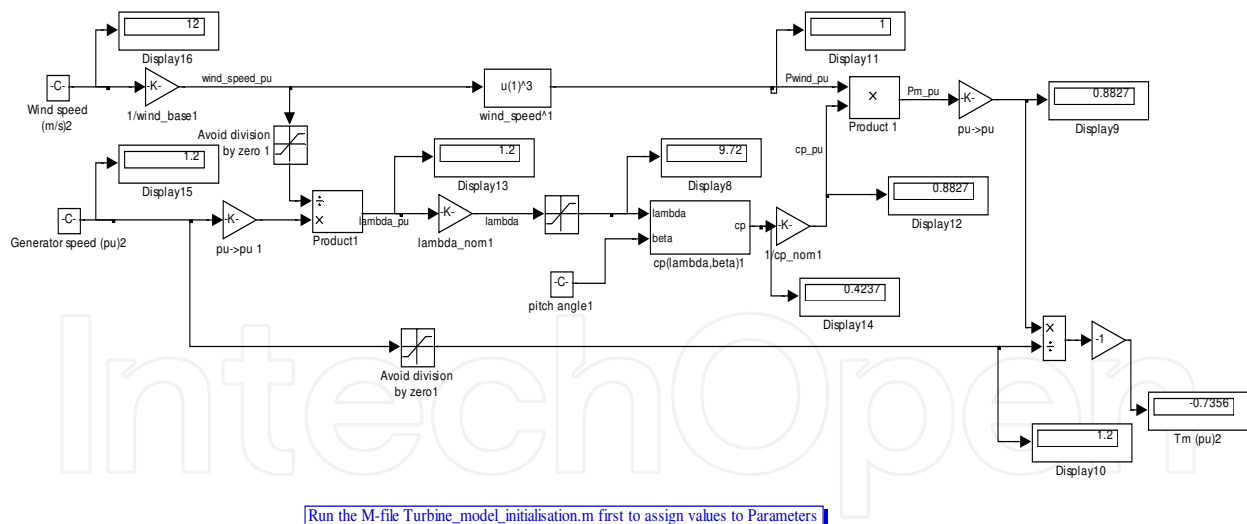 12
Display16
-C-
Wind speed
(m/s)2
-K-
1/wind_base1
wind_speed_pu
u(1)^3
wind_speed^1
1
Display11
Pwind_pu
×
Product 1
Pm_pu
-K-
pu->pu
0.8827
Display9
Avoid division
by zero 1
1.2
Display15
-C-
Generator speed (pu)2
-K-
pu->pu 1
÷
×
Product1
lambda_pu
1.2
Display13
-K-
lambda_nom1
lambda
9.72
Display8
lambda
beta
cp
cp(lambda,beta)1
-K-
1/cp_nom1
cp_pu
0.8827
Display12
-C-
pitch angle1
0.4237
Display14
Avoid division
by zero1
×
÷
-1
-0.7356
Tm (pu)2
1.2
Display10
IntechOpen
Run the M-file Turbine_model_initialisation.m first to assign values to Parameters